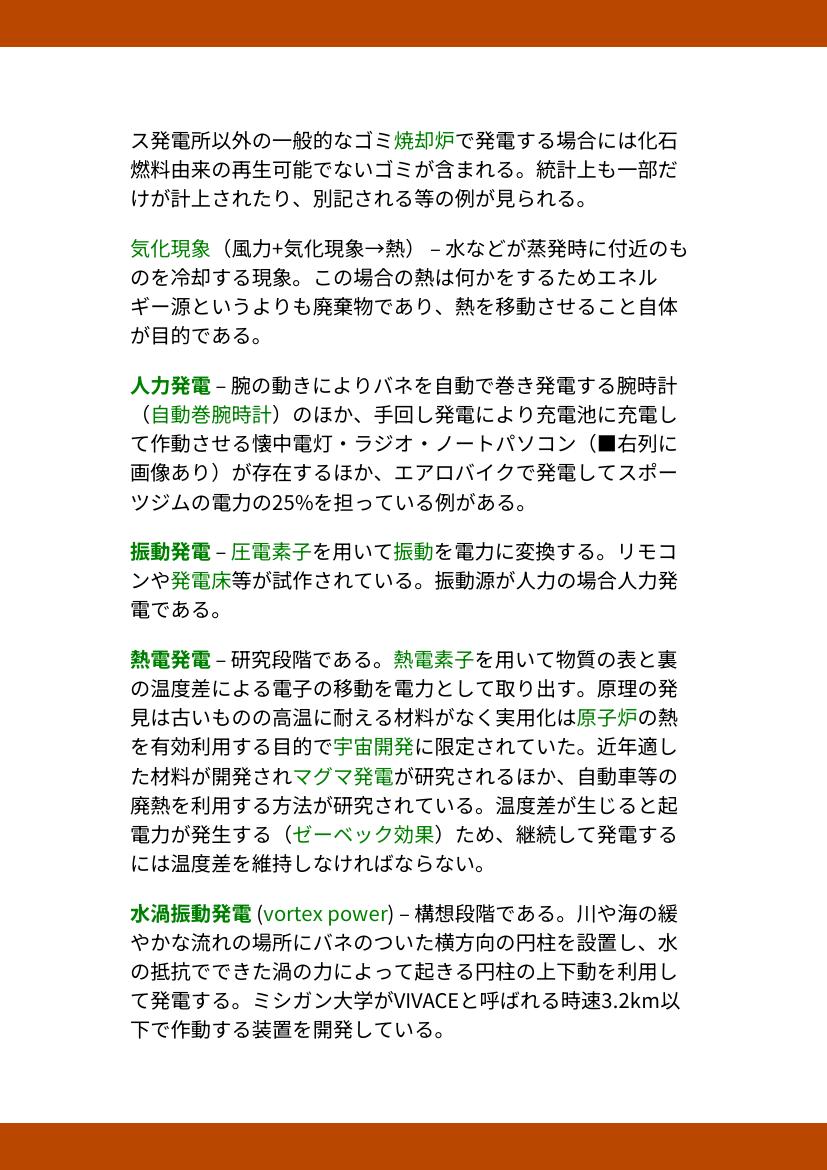 ス発電所以外の一般的なゴミ焼却炉で発電する場合には化石
燃料由来の再生可能でないゴミが含まれる。統計上も一部だ
けが計上されたり、別記される等の例が見られる。
気化現象（風力+気化現象→熱） – 水などが蒸発時に付近のも
のを冷却する現象。この場合の熱は何かをするためエネル
ギー源というよりも廃棄物であり、熱を移動させること自体
が目的である。
人力発電 – 腕の動きによりバネを自動で巻き発電する腕時計
（自動巻腕時計）のほか、手回し発電により充電池に充電し
て作動させる懐中電灯・ラジオ・ノートパソコン（■右列に
画像あり）が存在するほか、エアロバイクで発電してスポー
ツジムの電力の25%を担っている例がある。
振動発電 – 圧電素子を用いて振動を電力に変換する。リモコ
ンや発電床等が試作されている。振動源が人力の場合人力発
電である。
熱電発電 – 研究段階である。熱電素子を用いて物質の表と裏
の温度差による電子の移動を電力として取り出す。原理の発
見は古いものの高温に耐える材料がなく実用化は原子炉の熱
を有効利用する目的で宇宙開発に限定されていた。近年適し
た材料が開発されマグマ発電が研究されるほか、自動車等の
廃熱を利用する方法が研究されている。温度差が生じると起
電力が発生する（ゼーベック効果）ため、継続して発電する
には温度差を維持しなければならない。
水渦振動発電 (vortex power) – 構想段階である。川や海の緩
やかな流れの場所にバネのついた横方向の円柱を設置し、水
の抵抗でできた渦の力によって起きる円柱の上下動を利用し
て発電する。ミシガン大学がVIVACEと呼ばれる時速3.2km以
下で作動する装置を開発している。